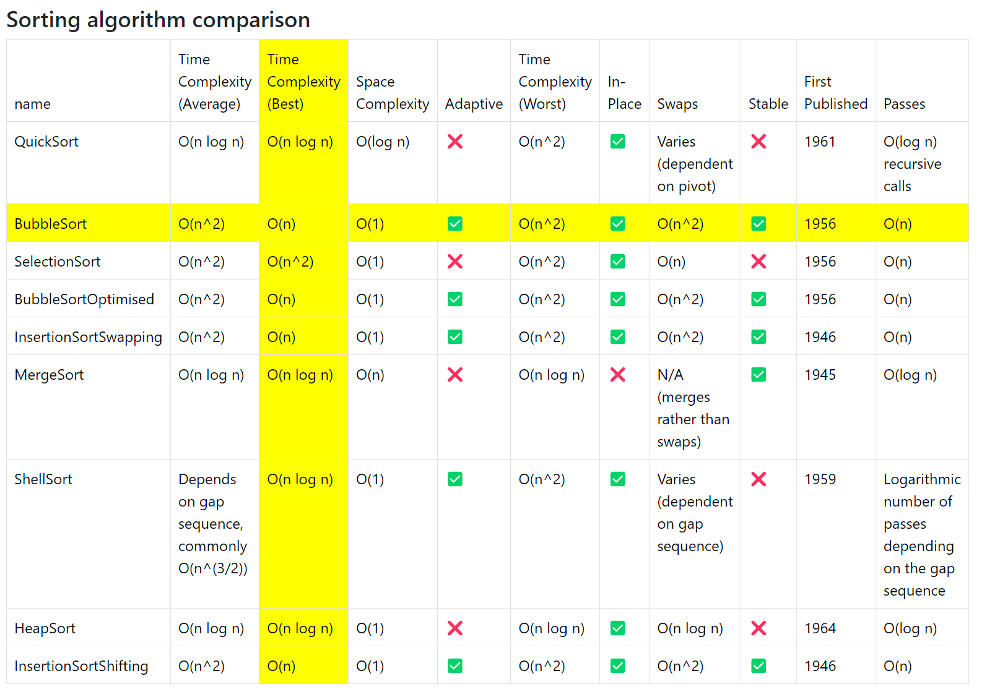 Sorting algorithm comparison
name
Time
Complexity
(Average)
Time
Complexity
(Best)
Space
Complexity
Adaptive
Time
Complexity
(Worst)
In-
Place
Swaps
Stable
First
Published
Passes
QuickSort
O(n log n)
O(n log n)
O(log n)
❌
O(n^2)
✅
Varies
(dependent
on pivot)
❌
1961
O(log n)
recursive
calls
BubbleSort
O(n^2)
O(n)
O(1)
✅
O(n^2)
✅
O(n^2)
✅
1956
O(n)
SelectionSort
O(n^2)
O(n^2)
O(1)
❌
O(n^2)
✅
O(n)
❌
1956
O(n)
BubbleSortOptimised
O(n^2)
O(n)
O(1)
✅
O(n^2)
✅
O(n^2)
✅
1956
O(n)
InsertionSortSwapping
O(n^2)
O(n)
O(1)
✅
O(n^2)
✅
O(n^2)
✅
1946
O(n)
MergeSort
O(n log n)
O(n log n)
O(n)
❌
O(n log n)
❌
N/A
(merges
rather than
swaps)
✅
1945
O(log n)
ShellSort
Depends
on gap
sequence,
commonly
O(n^(3/2))
O(n log n)
O(1)
✅
O(n^2)
✅
Varies
(dependent
on gap
sequence)
❌
1959
Logarithmic
number of
passes
depending
on the gap
sequence
HeapSort
O(n log n)
O(n log n)
O(1)
❌
O(n log n)
✅
O(n log n)
❌
1964
O(log n)
InsertionSortShifting
O(n^2)
O(n)
O(1)
✅
O(n^2)
✅
O(n^2)
✅
1946
O(n)